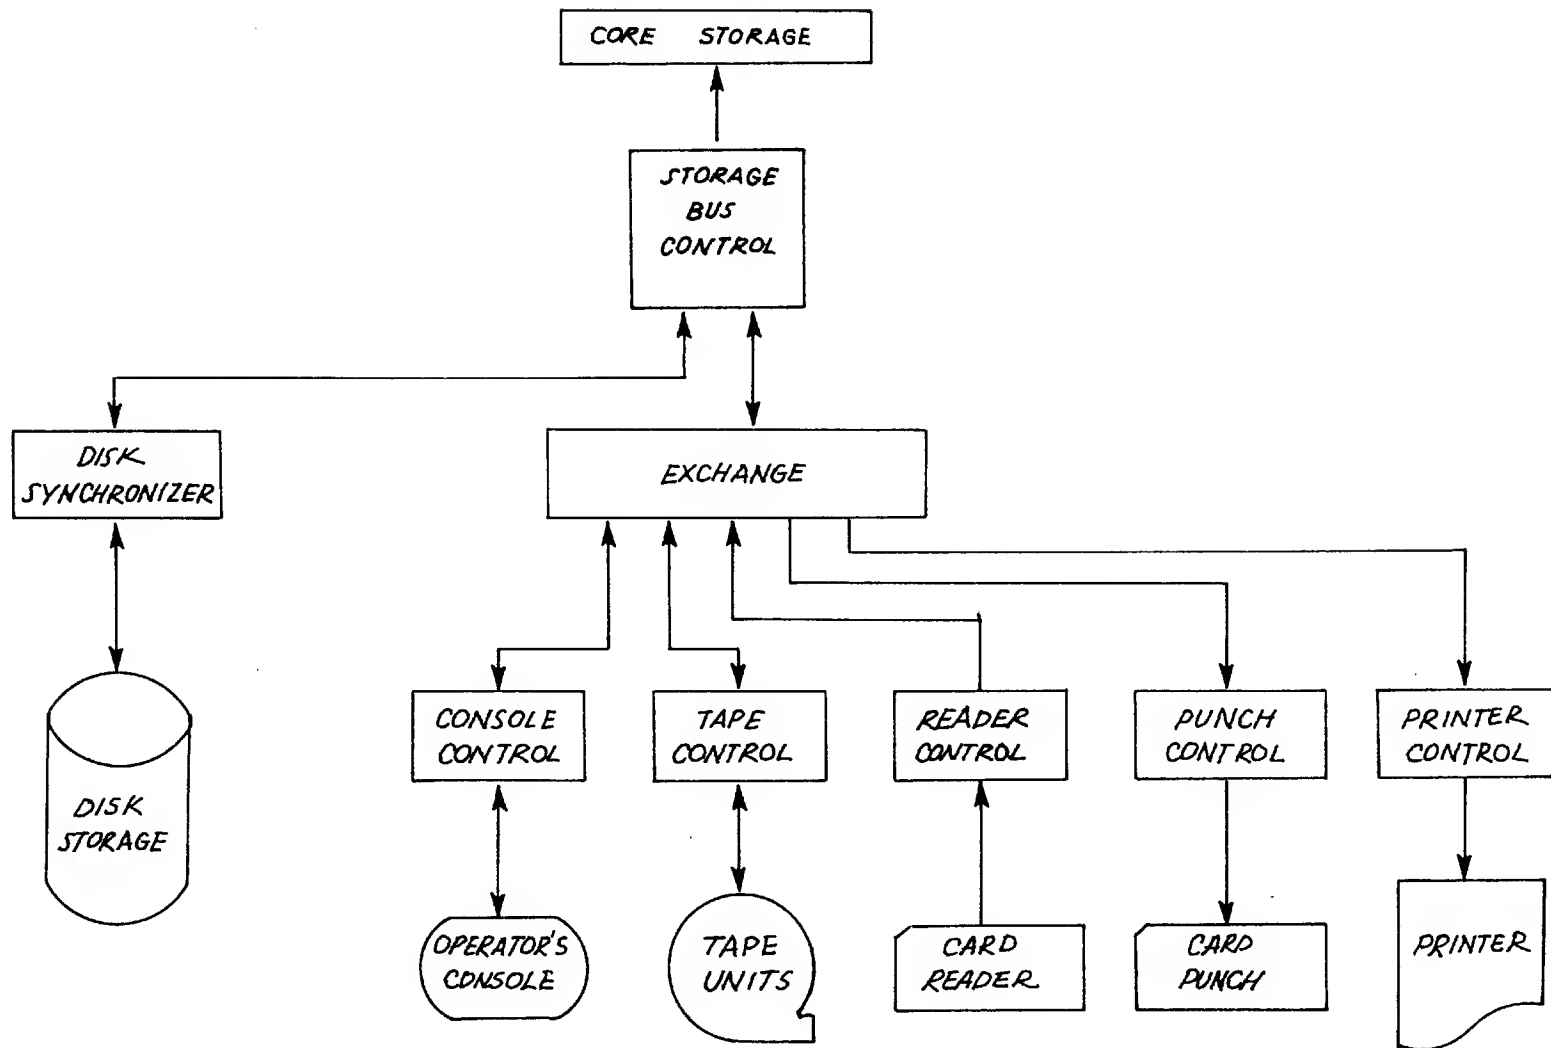 CORE STORAGE
STORAGE
BUS
CONTROL
DISK
SYNCHRONIZER
EXCHANGE
CONSOLE
CONTROL
TAPE
CONTROL
READER
CONTROL
PUNCH
CONTROL
PRINTER
CONTROL
DISK
STORAGE
OPERATOR'S
CONSOLE
TAPE
UNITS
CARD
READER
CARD
PUNCH
PRINTER